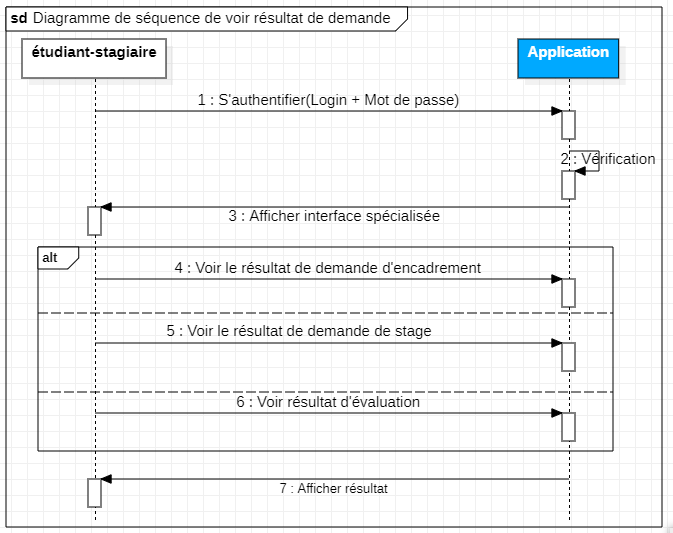 sd Diagramme de séquence de voir résultat de demande
étudiant-stagiaire
Application
1 : S'authentifier(Login + Mot de passe)
2 : Vérification
3 : Afficher interface spécialisée
alt
4 : Voir le résultat de demande d'encadrement
5 : Voir le résultat de demande de stage
6 : Voir résultat d'évaluation
7 : Afficher résultat